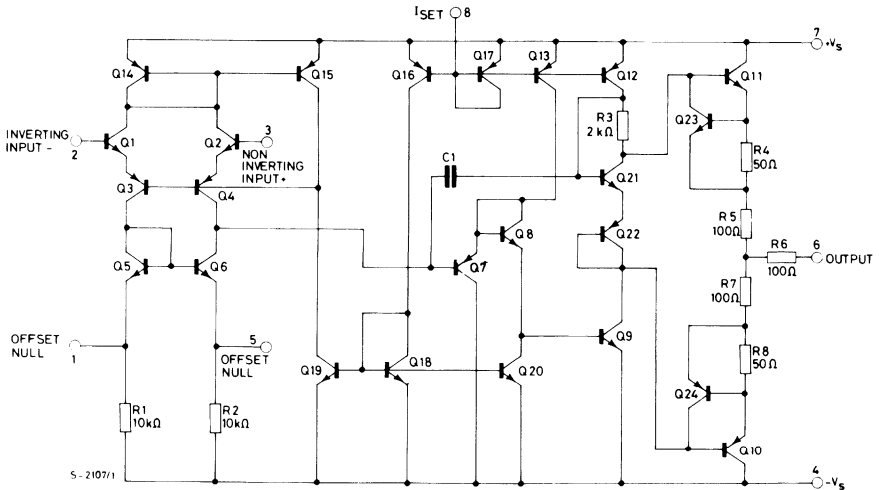 I SET 8
7
+Vs
Q14
Q15
Q16
Q17
Q13
Q12
Q11
INVERTING
INPUT -
2
Q1
Q2
3
NON
INVERTING
INPUT+
R3
2 kΩ
Q23
R4
50Ω
Q3
Q4
C1
Q21
R5
100Ω
Q5
Q6
Q7
Q8
Q22
R6
100Ω
6
OUTPUT
R7
100Ω
OFFSET
NULL
1
5
OFFSET
NULL
Q19
Q18
Q20
Q9
R8
50Ω
Q24
R1
10kΩ
R2
10kΩ
Q10
S-2107/1
4
-Vs